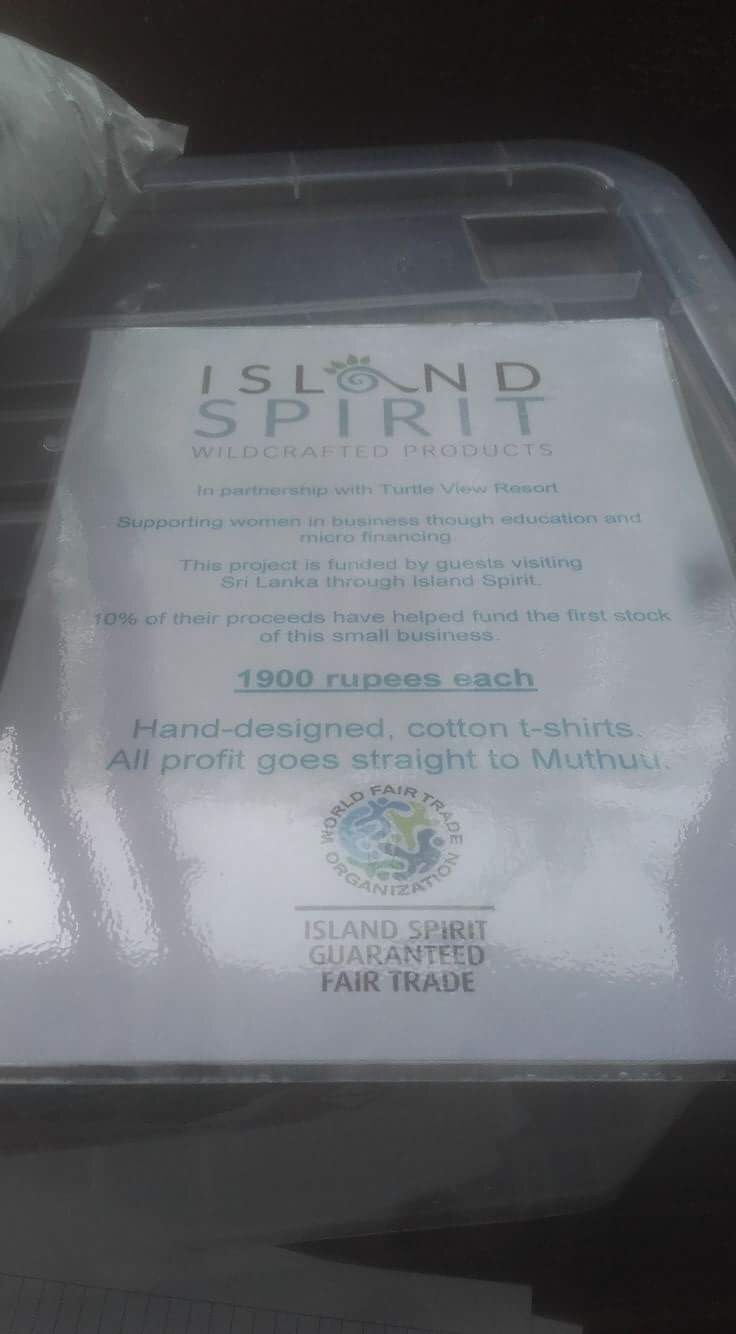 ISLAND
SPIRIT
WILDCRAFTED PRODUCTS
In partnership with Turtle View Resort
Supporting women in business though education and
micro financing
This project is funded by guests visiting
Sri Lanka through Island Spirit.
10% of their proceeds have helped fund the first stock
of this small business.
1900 rupees each
Hand-designed, cotton t-shirts.
All profit goes straight to Muthuu.
WORLD FAIR TRADE
ORGANIZATION
ISLAND SPIRIT
GUARANTEED
FAIR TRADE